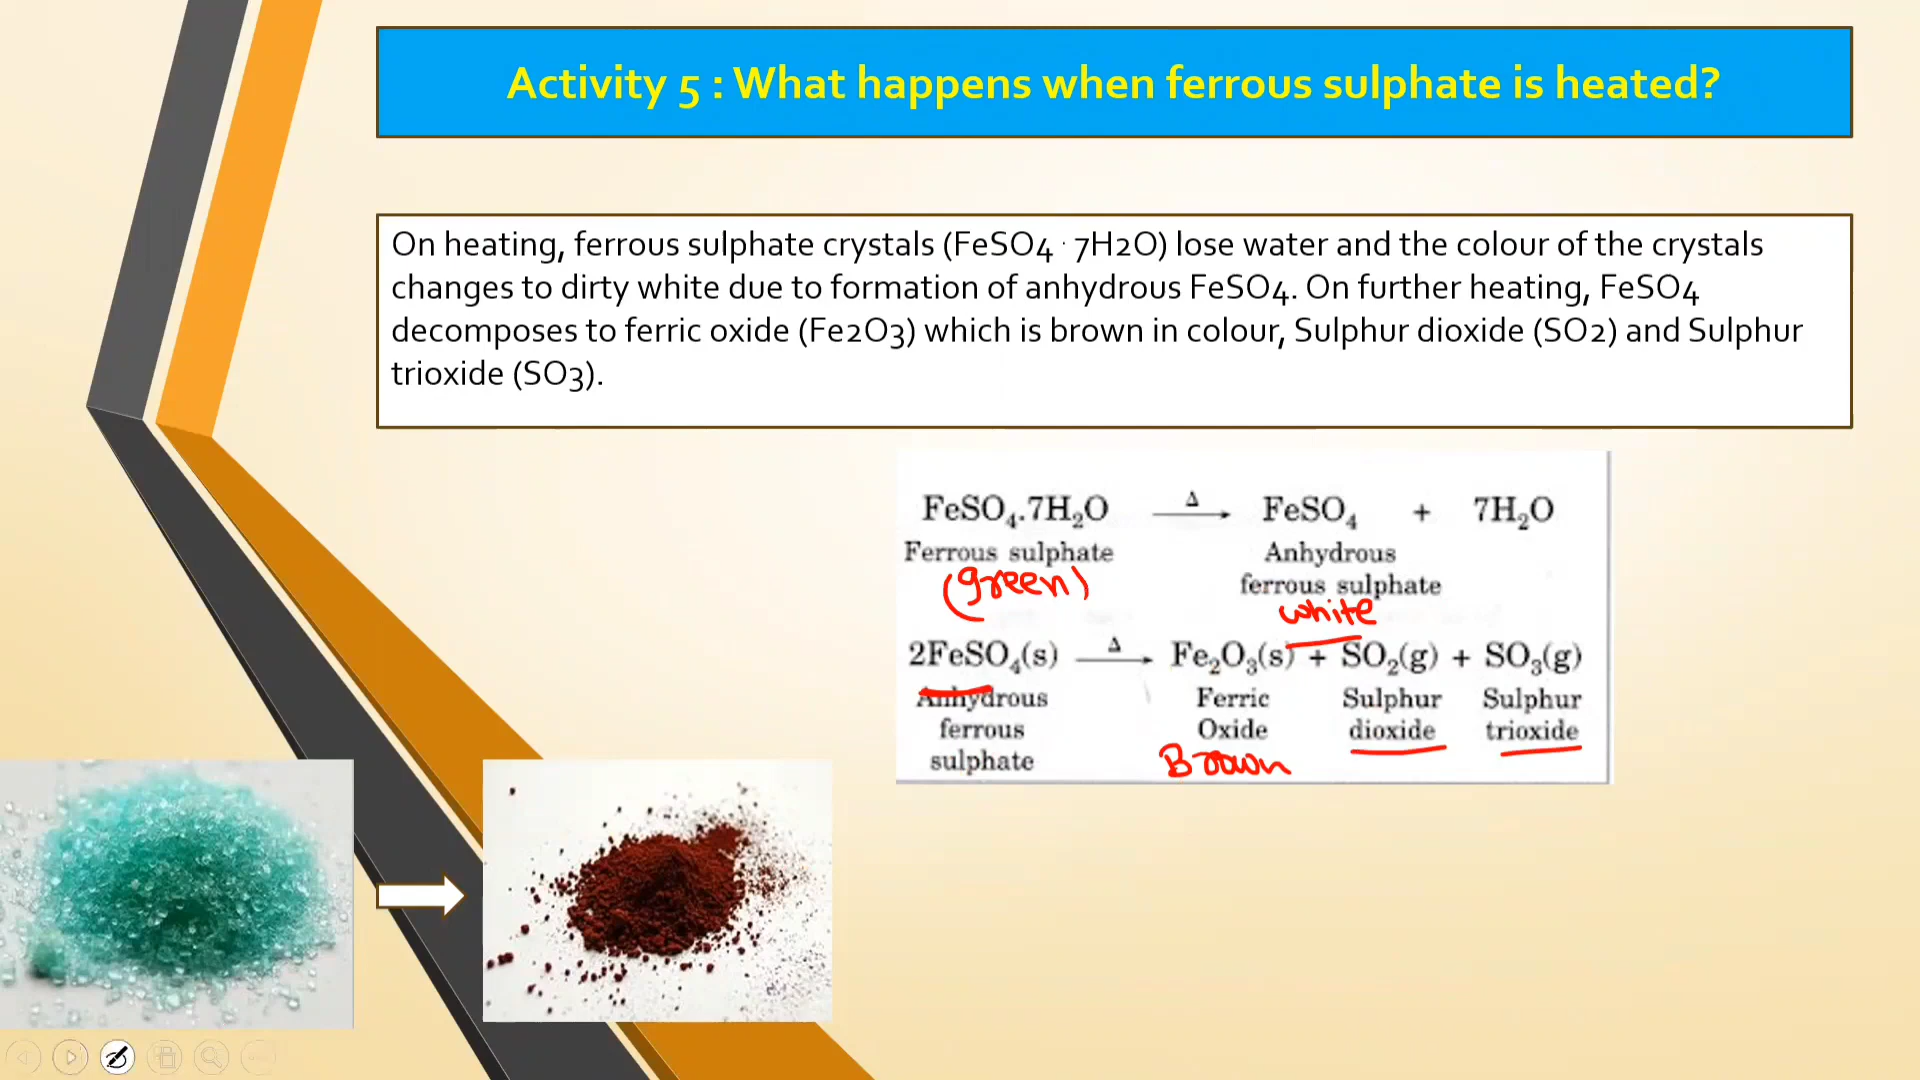 Activity 5 : What happens when ferrous sulphate is heated?
On heating, ferrous sulphate crystals (FeSO4 · 7H2O) lose water and the colour of the crystals
changes to dirty white due to formation of anhydrous FeSO4. On further heating, FeSO4
decomposes to ferric oxide (Fe2O3) which is brown in colour, Sulphur dioxide (SO2) and Sulphur
trioxide (SO3).
FeSO₄.7H₂O —Δ→ FeSO₄ + 7H₂O
Ferrous sulphate Anhydrous
ferrous sulphate
(green) white
2FeSO₄(s) —Δ→ Fe₂O₃(s) + SO₂(g) + SO₃(g)
Anhydrous Ferric Sulphur Sulphur
ferrous Oxide dioxide trioxide
sulphate Brown